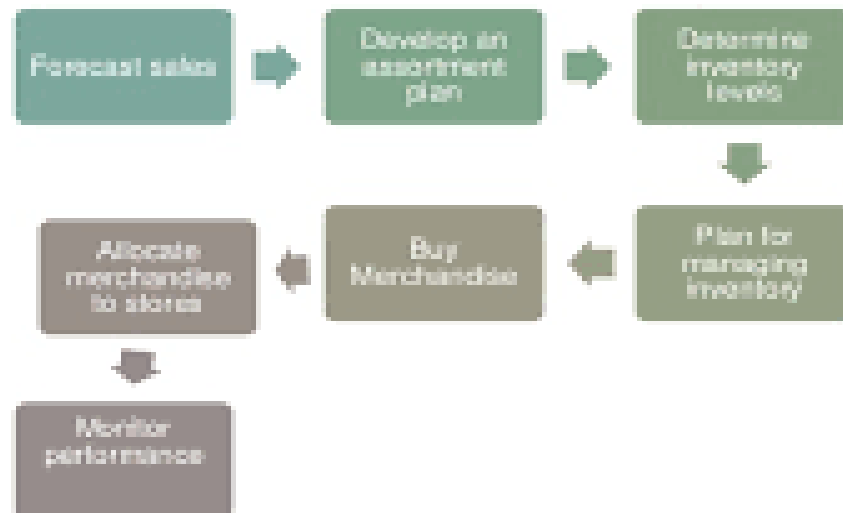 Forecast sales
Develop an
assortment
plan
Determine
inventory
levels
Plan for
managing
inventory
Buy
Merchandise
Allocate
merchandise
to stores
Monitor
performance